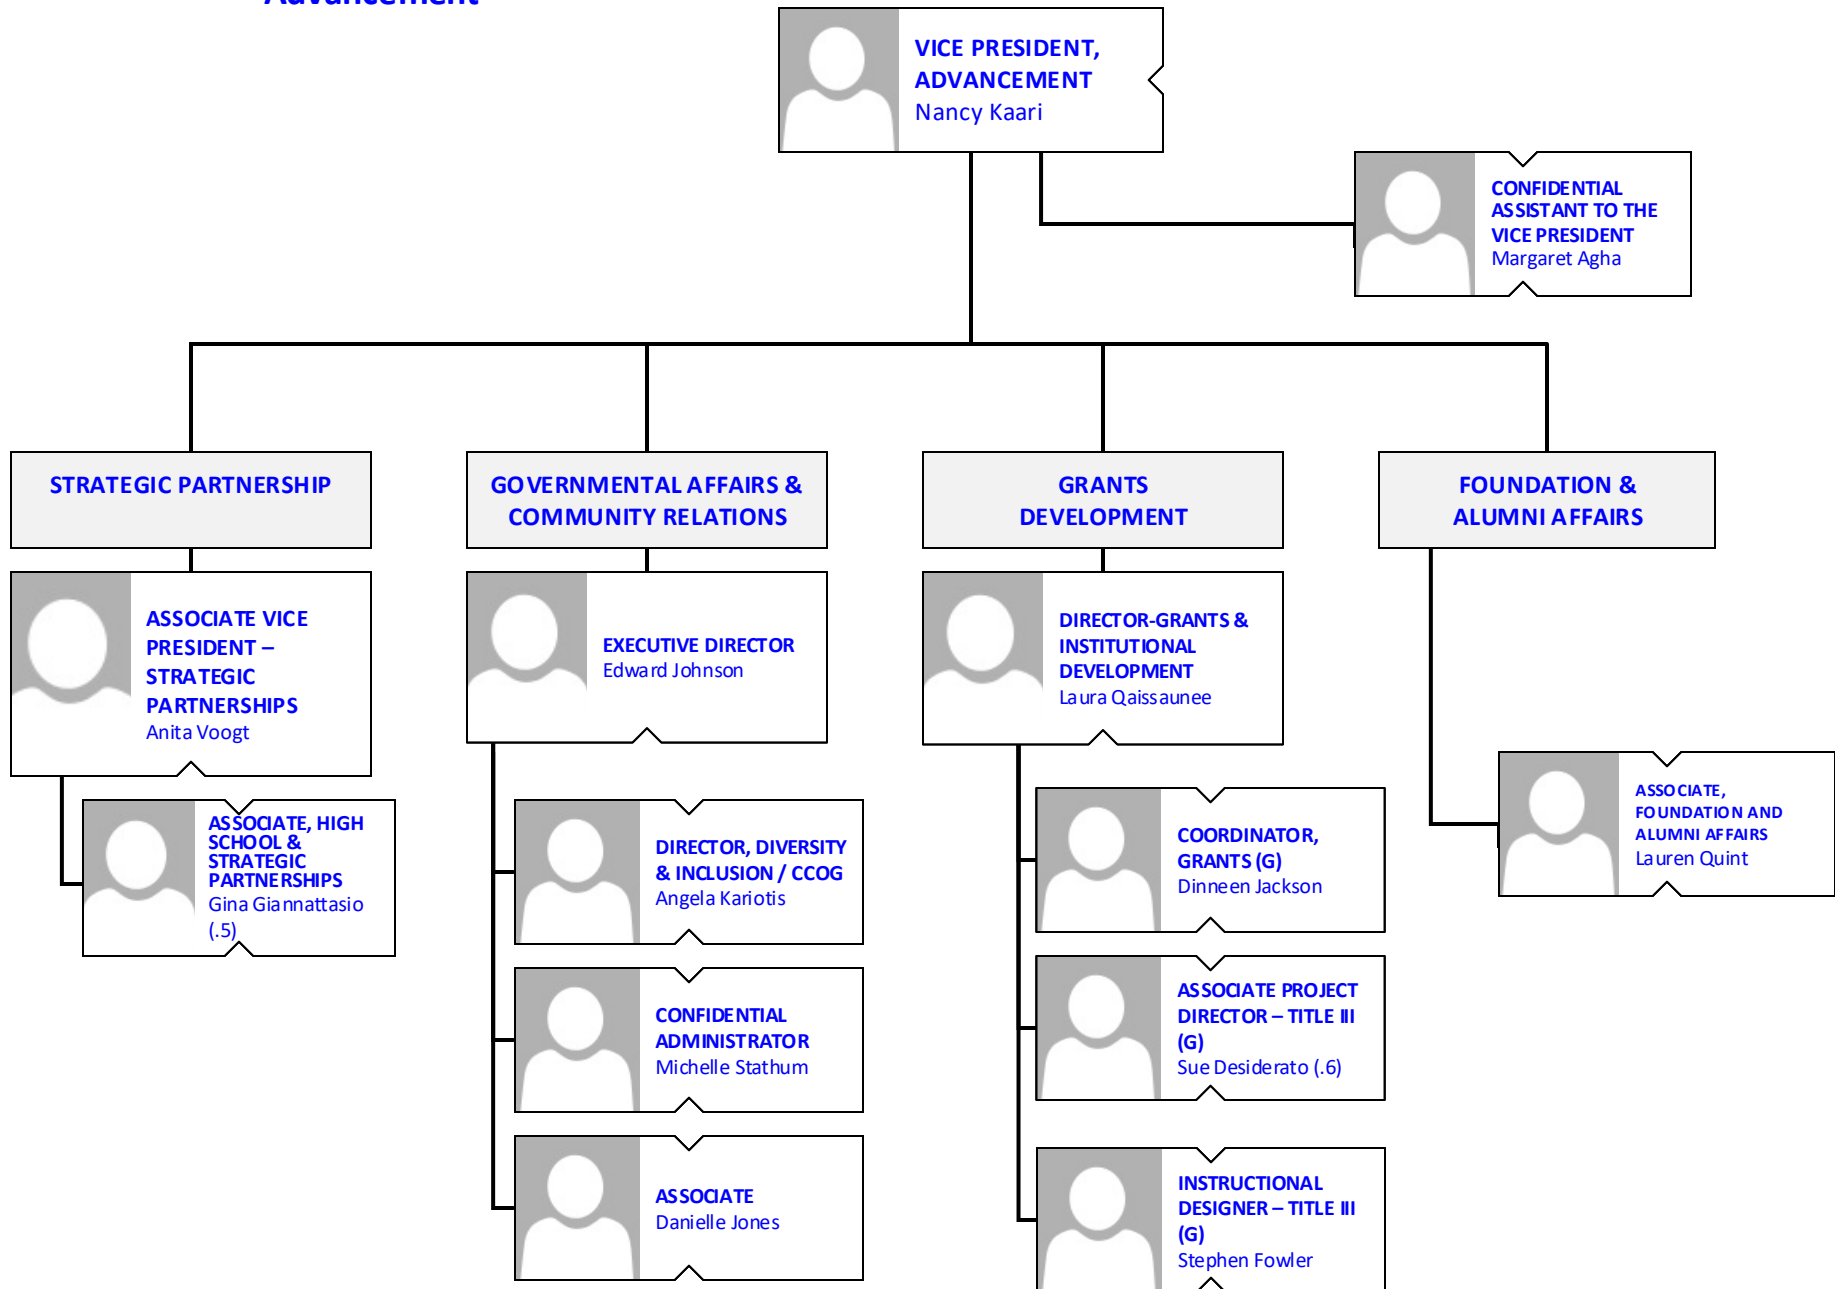 Advancement
VICE PRESIDENT,
ADVANCEMENT
Nancy Kaari
CONFIDENTIAL
ASSISTANT TO THE
VICE PRESIDENT
Margaret Agha
STRATEGIC PARTNERSHIP
GOVERNMENTAL AFFAIRS &
COMMUNITY RELATIONS
GRANTS
DEVELOPMENT
FOUNDATION &
ALUMNI AFFAIRS
ASSOCIATE VICE
PRESIDENT –
STRATEGIC
PARTNERSHIPS
Anita Voogt
EXECUTIVE DIRECTOR
Edward Johnson
DIRECTOR-GRANTS &
INSTITUTIONAL
DEVELOPMENT
Laura Qaissaunee
ASSOCIATE, HIGH
SCHOOL &
STRATEGIC
PARTNERSHIPS
Gina Giannattasio
(.5)
DIRECTOR, DIVERSITY
& INCLUSION / CCOG
Angela Kariotis
COORDINATOR,
GRANTS (G)
Dinneen Jackson
ASSOCIATE,
FOUNDATION AND
ALUMNI AFFAIRS
Lauren Quint
CONFIDENTIAL
ADMINISTRATOR
Michelle Stathum
ASSOCIATE PROJECT
DIRECTOR – TITLE III
(G)
Sue Desiderato (.6)
ASSOCIATE
Danielle Jones
INSTRUCTIONAL
DESIGNER – TITLE III
(G)
Stephen Fowler